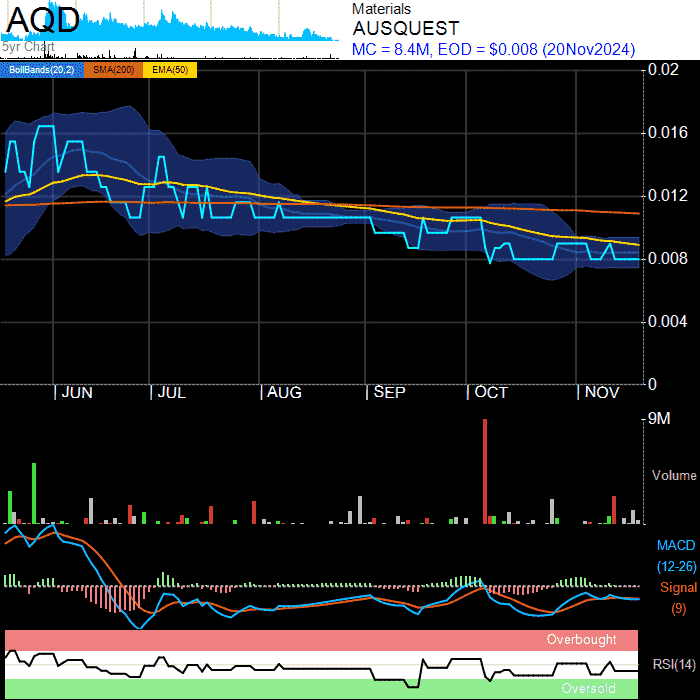 AQD
5yr Chart
Materials
AUSQUEST
MC = 8.4M, EOD = $0.008 (20Nov2024)
BollBands(20,2) SMA(200) EMA(50)
0.02
0.016
0.012
0.008
0.004
0
| JUN | JUL | AUG | SEP | OCT | NOV
9M
Volume
MACD
(12-26)
Signal
(9)
Overbought
RSI(14)
Oversold